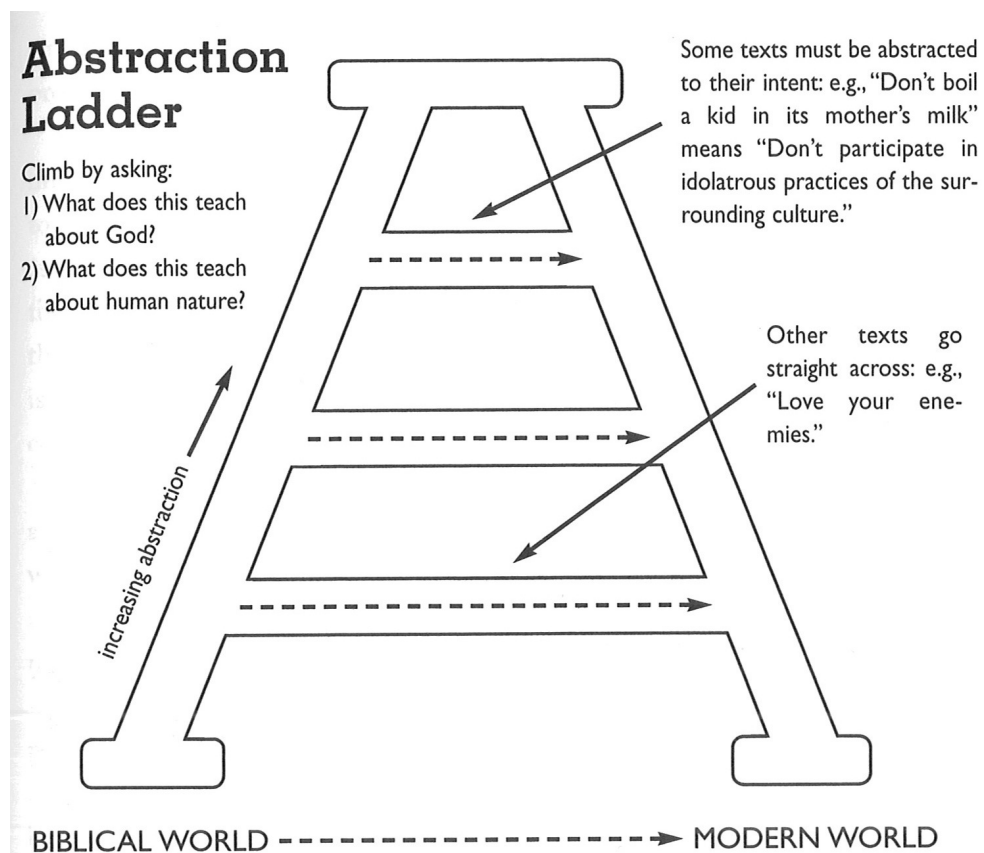 Abstraction
Ladder
Climb by asking:
1) What does this teach
about God?
2) What does this teach
about human nature?
Some texts must be abstracted
to their intent: e.g., “Don’t boil
a kid in its mother’s milk”
means “Don’t participate in
idolatrous practices of the sur-
rounding culture.”
Other texts go
straight across: e.g.,
“Love your ene-
mies.”
increasing abstraction
BIBLICAL WORLD
MODERN WORLD